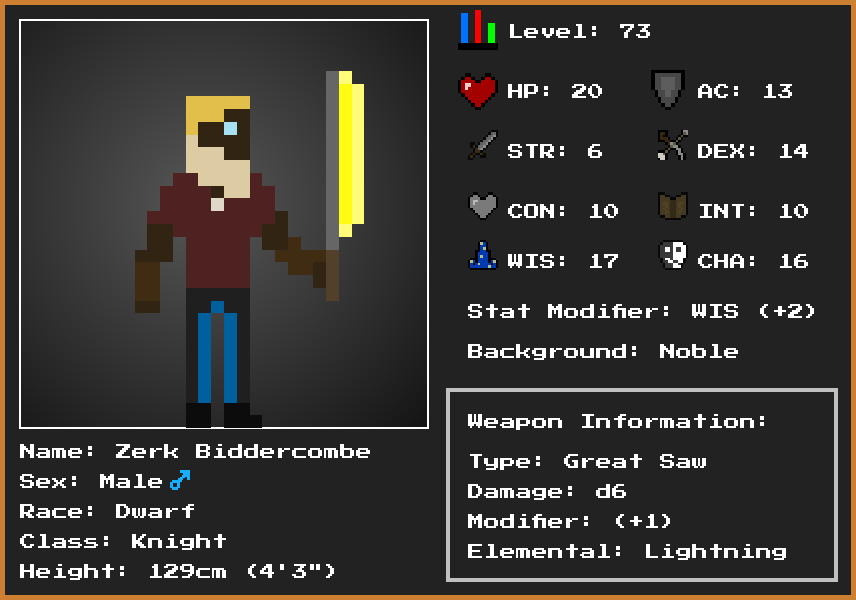 Level: 73
HP: 20 AC: 13
STR: 6 DEX: 14
CON: 10 INT: 10
WIS: 17 CHA: 16
Stat Modifier: WIS (+2)
Background: Noble
Weapon Information:
Type: Great Saw
Damage: d6
Modifier: (+1)
Elemental: Lightning
Name: Zerk Biddercombe
Sex: Male ♂
Race: Dwarf
Class: Knight
Height: 129cm (4'3")